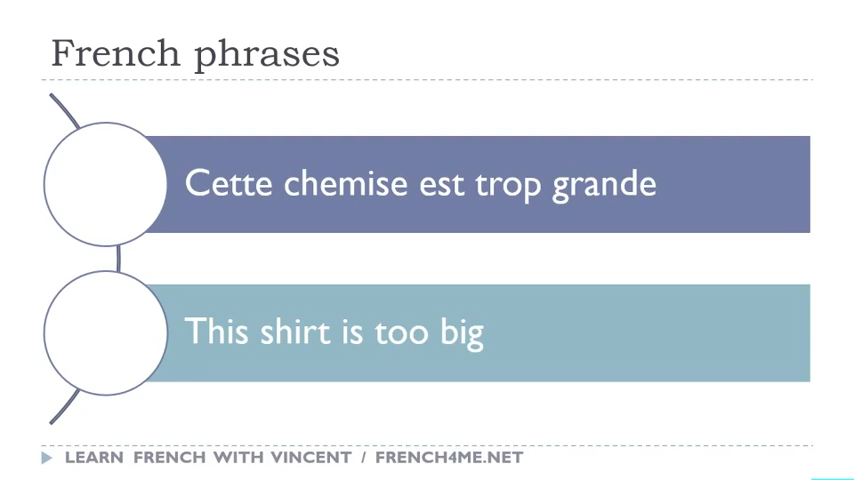 French phrases
Cette chemise est trop grande
This shirt is too big
LEARN FRENCH WITH VINCENT / FRENCH4ME.NET